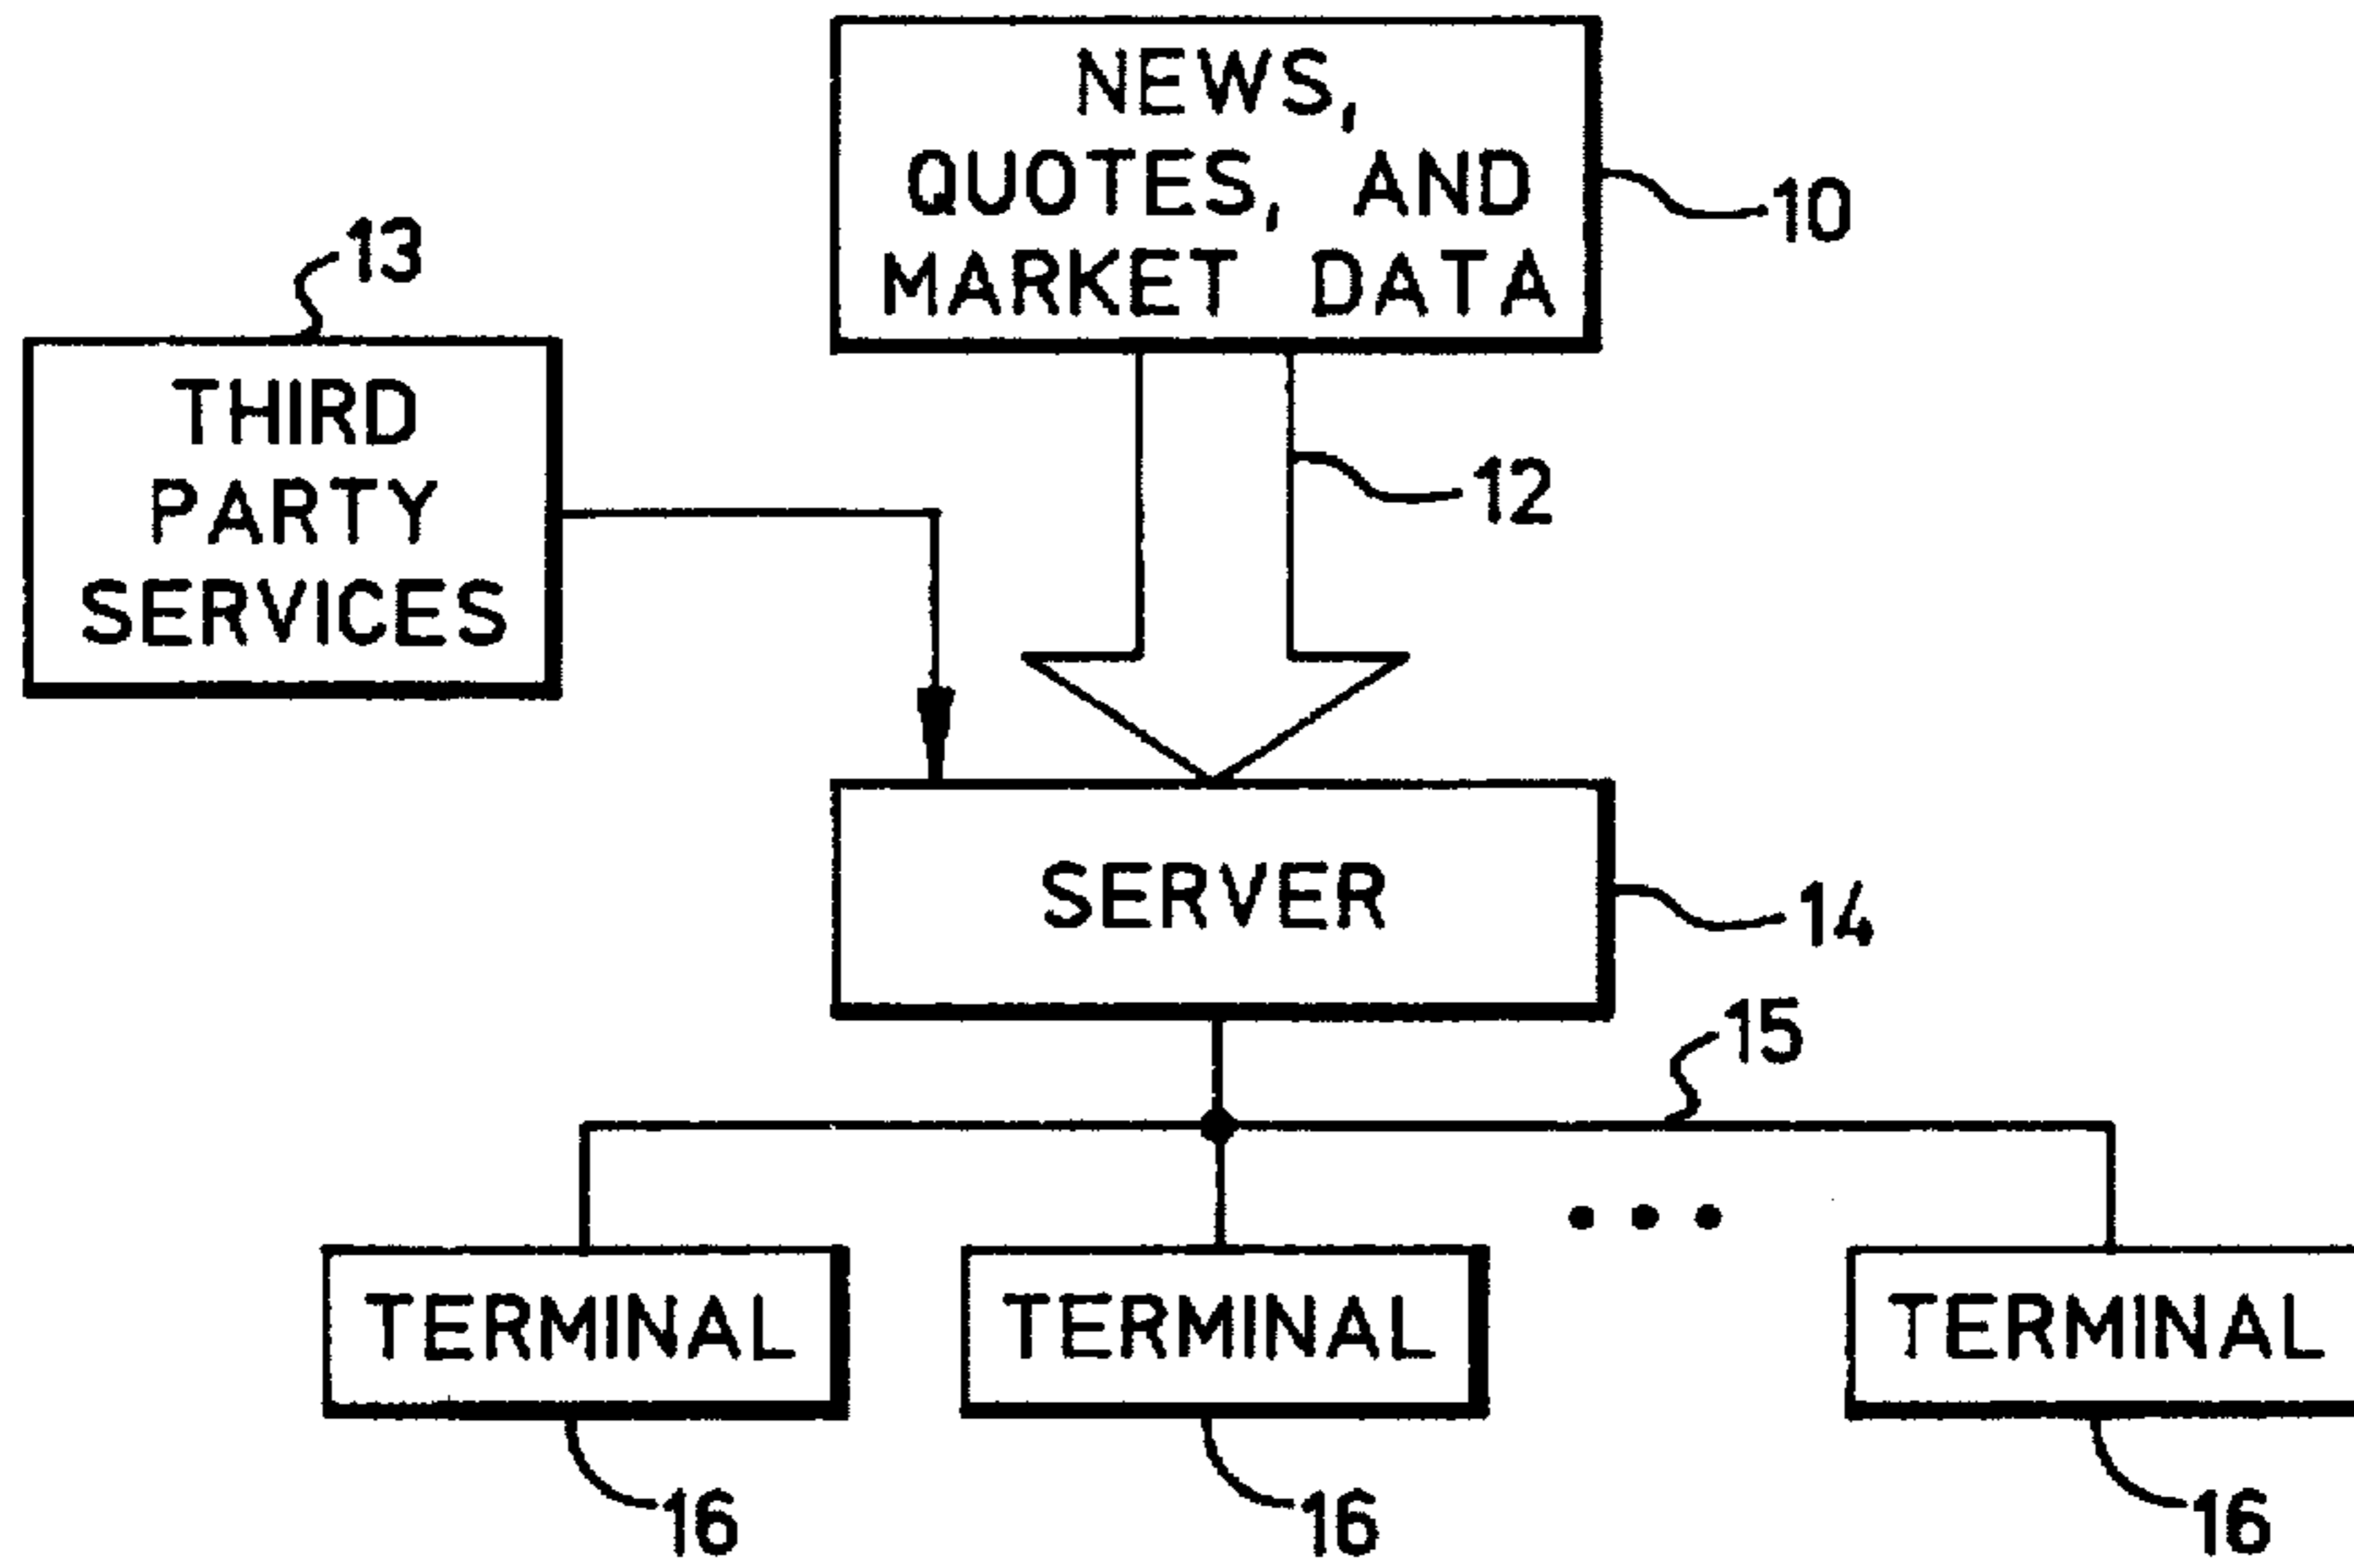 NEWS,
QUOTES, AND
MARKET DATA
10
13
THIRD
PARTY
SERVICES
12
SERVER
14
15
TERMINAL
TERMINAL
TERMINAL
16
16
16